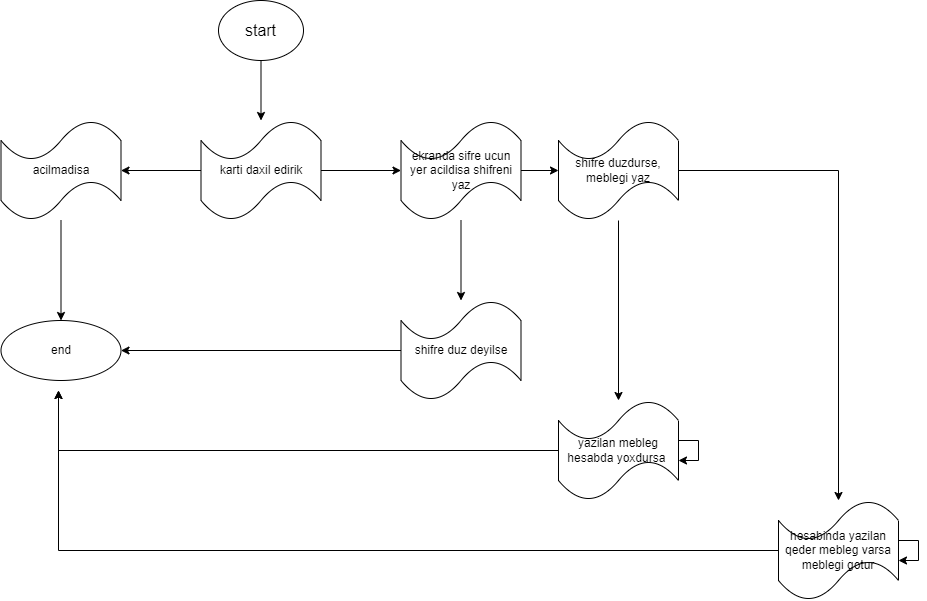 start
acilmadisa
karti daxil edirik
ekranda sifre ucun
yer acildisa shifreni
yaz
shifre duzdurse,
meblegi yaz
end
shifre duz deyilse
yazilan mebleg
hesabda yoxdursa
hesabinda yazilan
qeder mebleg varsa
meblegi gotur